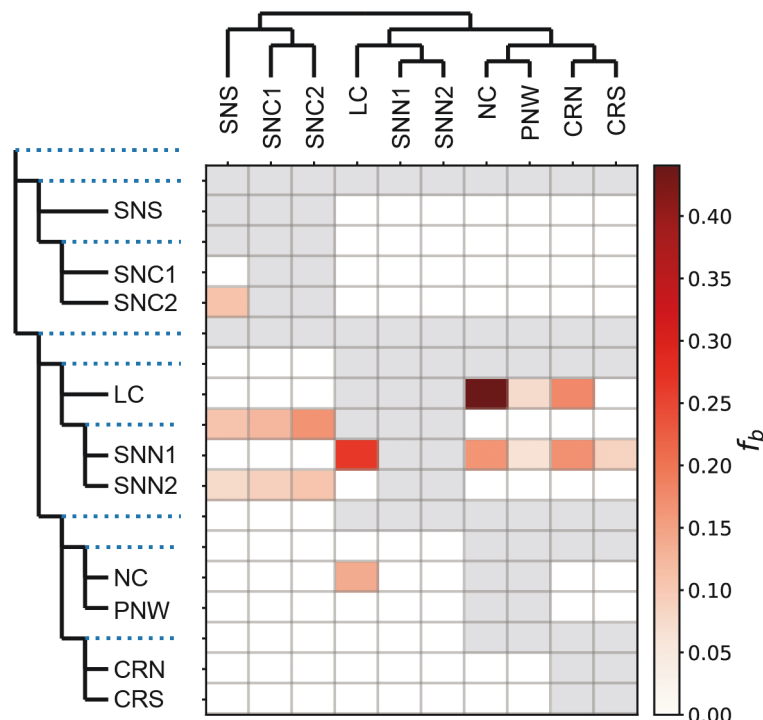 SNS
SNC1
SNC2
LC
SNN1
SNN2
NC
PNW
CRN
CRS
SNS
SNC1
SNC2
LC
SNN1
SNN2
NC
PNW
CRN
CRS
0.40
0.35
0.30
0.25
0.20
0.15
0.10
0.05
0.00
f_b